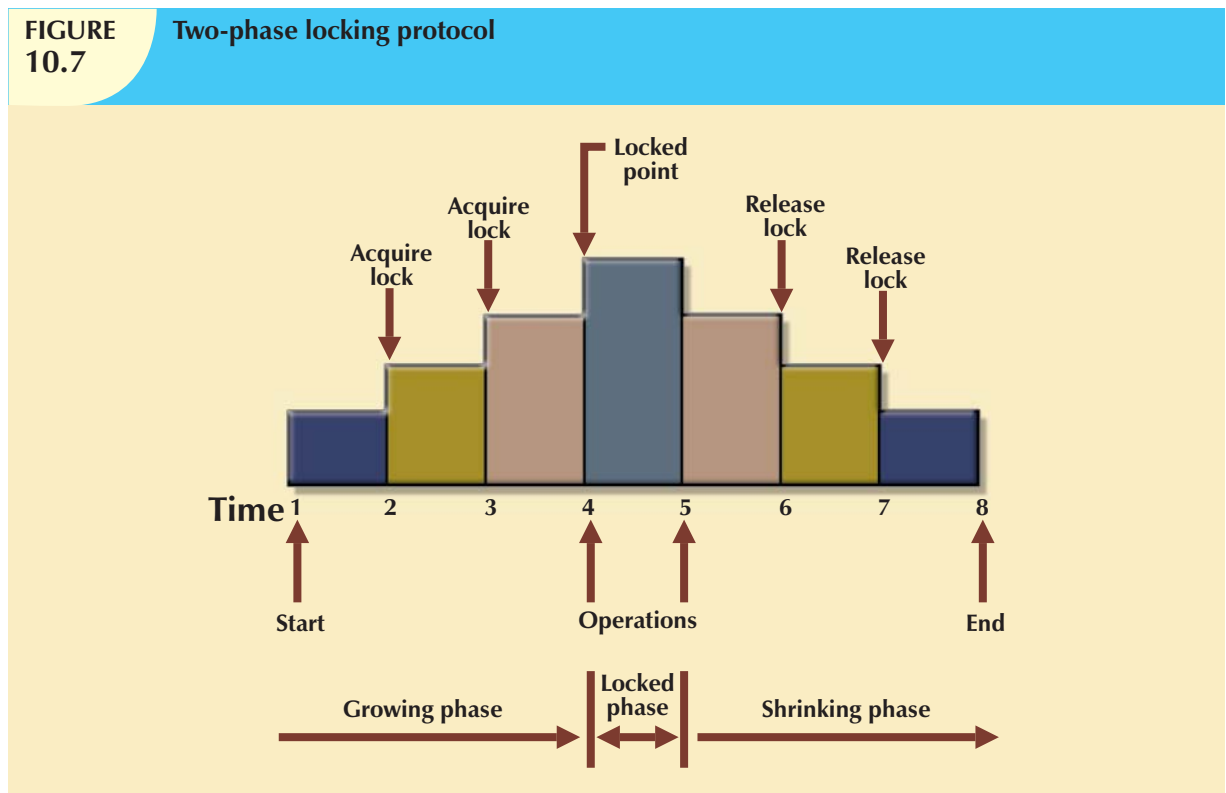 FIGURE
10.7
Two-phase locking protocol
Locked
point
Acquire
lock
Release
lock
Acquire
lock
Release
lock
Time 1 2 3 4 5 6 7 8
Start
Operations
End
Growing phase
Locked
phase
Shrinking phase